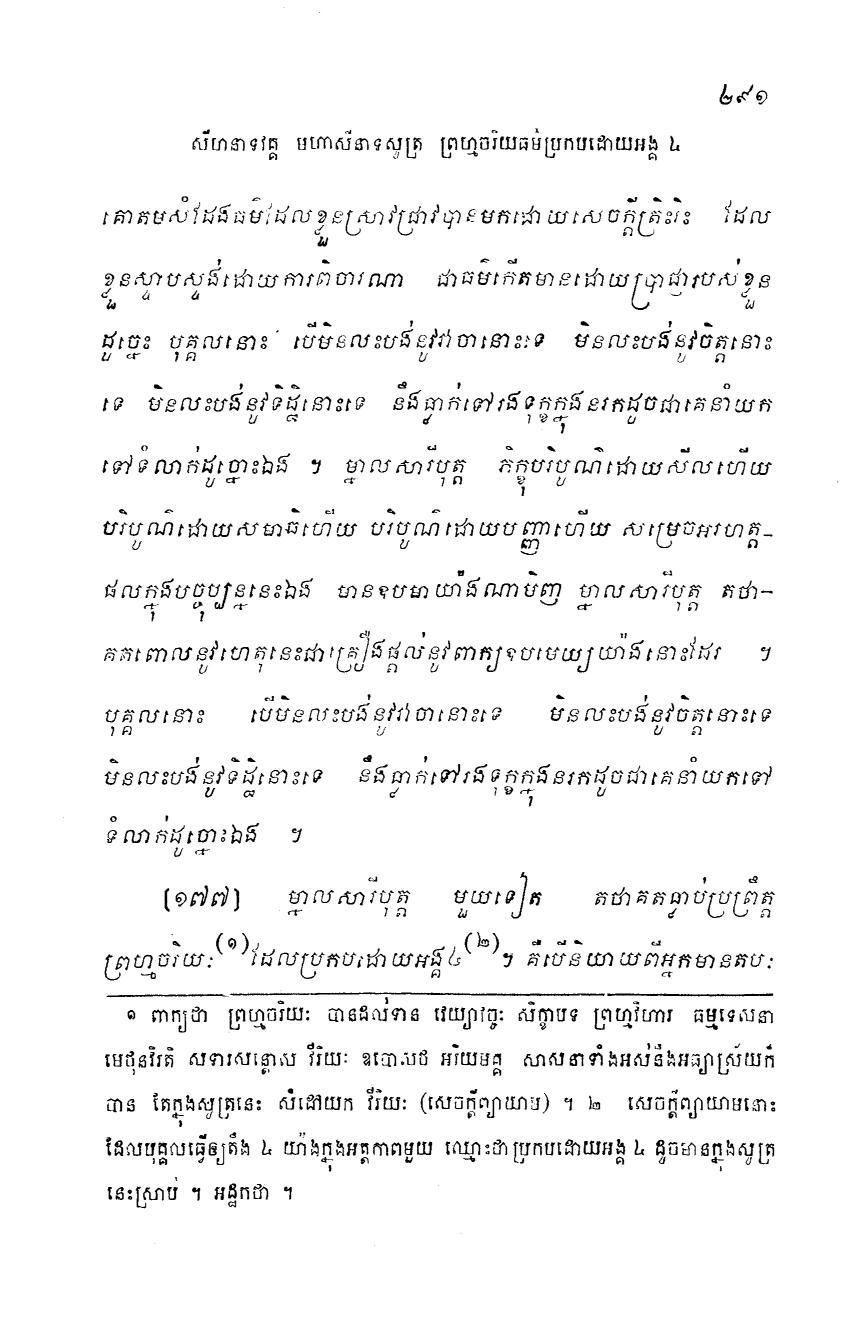 ២៩១
សីហនាទវគ្គ មហាសីនាទសូត្រ ព្រហ្មចរិយធម៌ប្រកបដោយអង្គ ៤
គោតមសំដែងធម៌ដែលខ្លួនស្រាវជ្រាវបានមកដោយសេចក្តីត្រិះរិះ ដែល
ខ្លួនស្ទាបស្ទង់ដោយការពិចារណា ជាធម៌កើតមានដោយប្រាជ្ញារបស់ខ្លួន
ដូច្នេះ បុគ្គលនោះ បើមិនលះបង់នូវវាចានោះទេ មិនលះបង់នូវចិត្តនោះ
ទេ មិនលះបង់នូវទិដ្ឋិនោះទេ នឹងធ្លាក់ទៅរងទុក្ខក្នុងនរកដូចជាគេនាំយក
ទៅទំលាក់ដូច្នោះឯង ។ ម្នាលសារីបុត្ត ភិក្ខុបរិបូណ៌ដោយសីលហើយ
បរិបូណ៌ដោយសមាធិហើយ បរិបូណ៌ដោយបញ្ញាហើយ សម្រេចអរហត្ត-
ផលក្នុងបច្ចុប្បន្ននេះឯង មានឧបមាយ៉ាងណាមិញ ម្នាលសារីបុត្ត តថា-
គតពោលនូវហេតុនេះជាគ្រឿងផ្តល់នូវពាក្យឧបមេយ្យយ៉ាងនោះដែរ ។
បុគ្គលនោះ បើមិនលះបង់នូវវាចានោះទេ មិនលះបង់នូវចិត្តនោះទេ
មិនលះបង់នូវទិដ្ឋិនោះទេ នឹងធ្លាក់ទៅរងទុក្ខក្នុងនរកដូចជាគេនាំយកទៅ
ទំលាក់ដូច្នោះឯង ។
[១៧៧] ម្នាលសារីបុត្ត មួយទៀត តថាគតធ្លាប់ប្រព្រឹត្ត
ព្រហ្មចរិយៈ(១)ដែលប្រកបដោយអង្គ៤(២)។ គឺបើនិយាយពីអ្នកមានតបៈ
១ ពាក្យថា ព្រហ្មចរិយៈ បានដល់ទាន វេយ្យាវច្ចៈ សិក្ខាបទ ព្រហ្មវិហារ ធម្មទេសនា
មេថុនវិរតិ សទារសន្តោស វីរិយៈ ឧបោសថ អរិយមគ្គ សាសនាទាំងអស់នឹងអធ្យាស្រ័យក៏
បាន តែក្នុងសូត្រនេះ សំដៅយក វីរិយៈ (សេចក្តីព្យាយាម) ។ ២ សេចក្តីព្យាយាមនោះ
ដែលបុគ្គលធ្វើឲ្យតឹង ៤ យ៉ាងក្នុងអត្តភាពមួយ ឈ្មោះថាប្រកបដោយអង្គ ៤ ដូចមានក្នុងសូត្រ
នេះស្រាប់ ។ អដ្ឋកថា ។